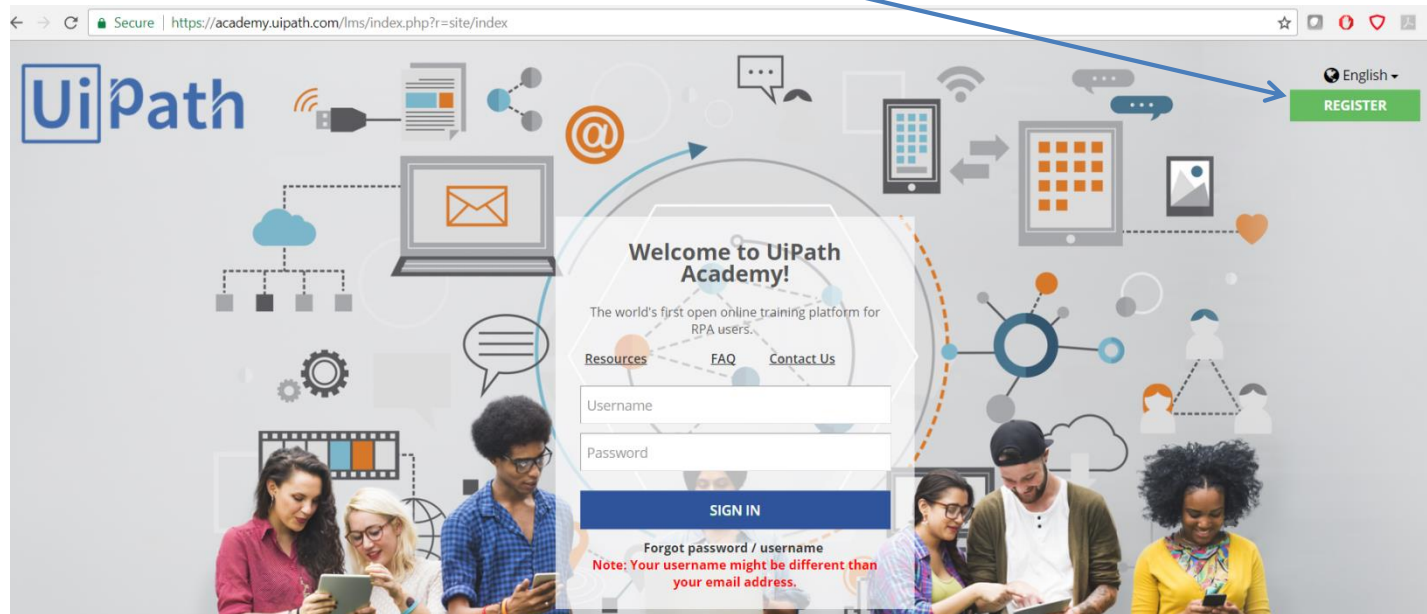 Secure | https://academy.uipath.com/lms/index.php?r=site/index
UiPath
English
REGISTER
@
Welcome to UiPath
Academy!
The world's first open online training platform for
RPA users.
Resources FAQ Contact Us
Username
Password
SIGN IN
Forgot password / username
Note: Your username might be different than
your email address.